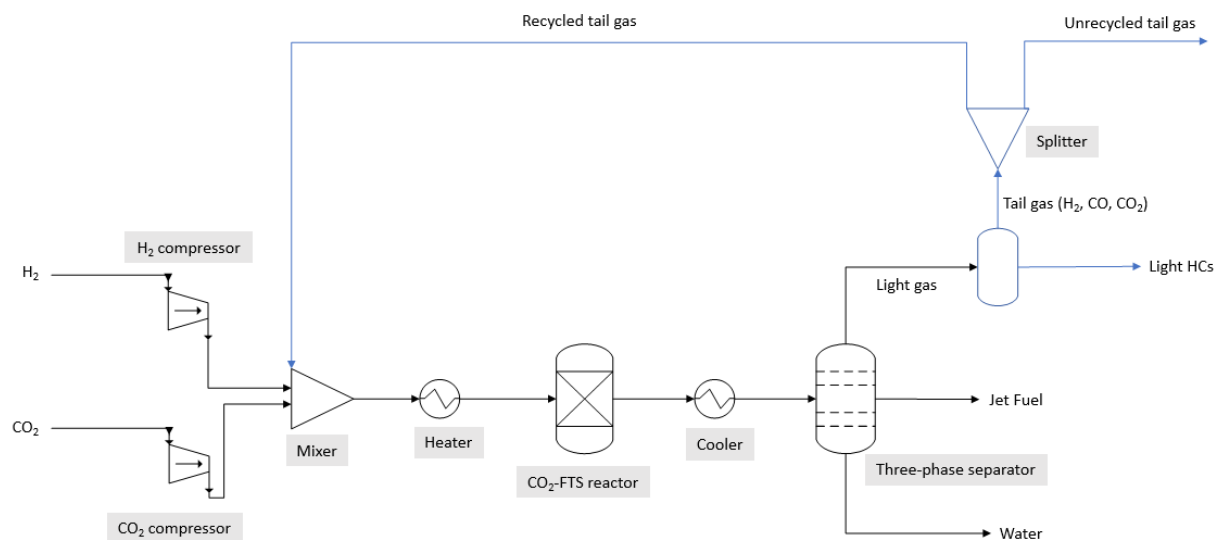 Recycled tail gas
Unrecycled tail gas
Splitter
Tail gas (H₂, CO, CO₂)
H₂ compressor
H₂
Light gas
Light HCs
Jet Fuel
CO₂
Mixer
Heater
Cooler
Three-phase separator
CO₂-FTS reactor
CO₂ compressor
Water